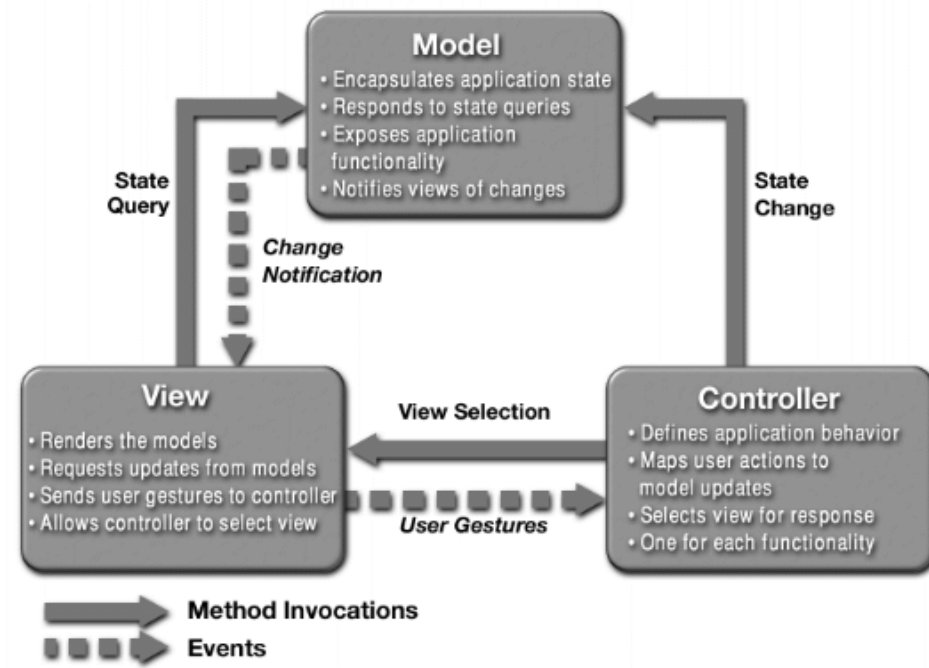 Model
• Encapsulates application state
• Responds to state queries
• Exposes application
functionality
• Notifies views of changes
State
Query
Change
Notification
State
Change
View
• Renders the models
• Requests updates from models
• Sends user gestures to controller
• Allows controller to select view
View Selection
User Gestures
Controller
• Defines application behavior
• Maps user actions to
model updates
• Selects view for response
• One for each functionality
Method Invocations
Events